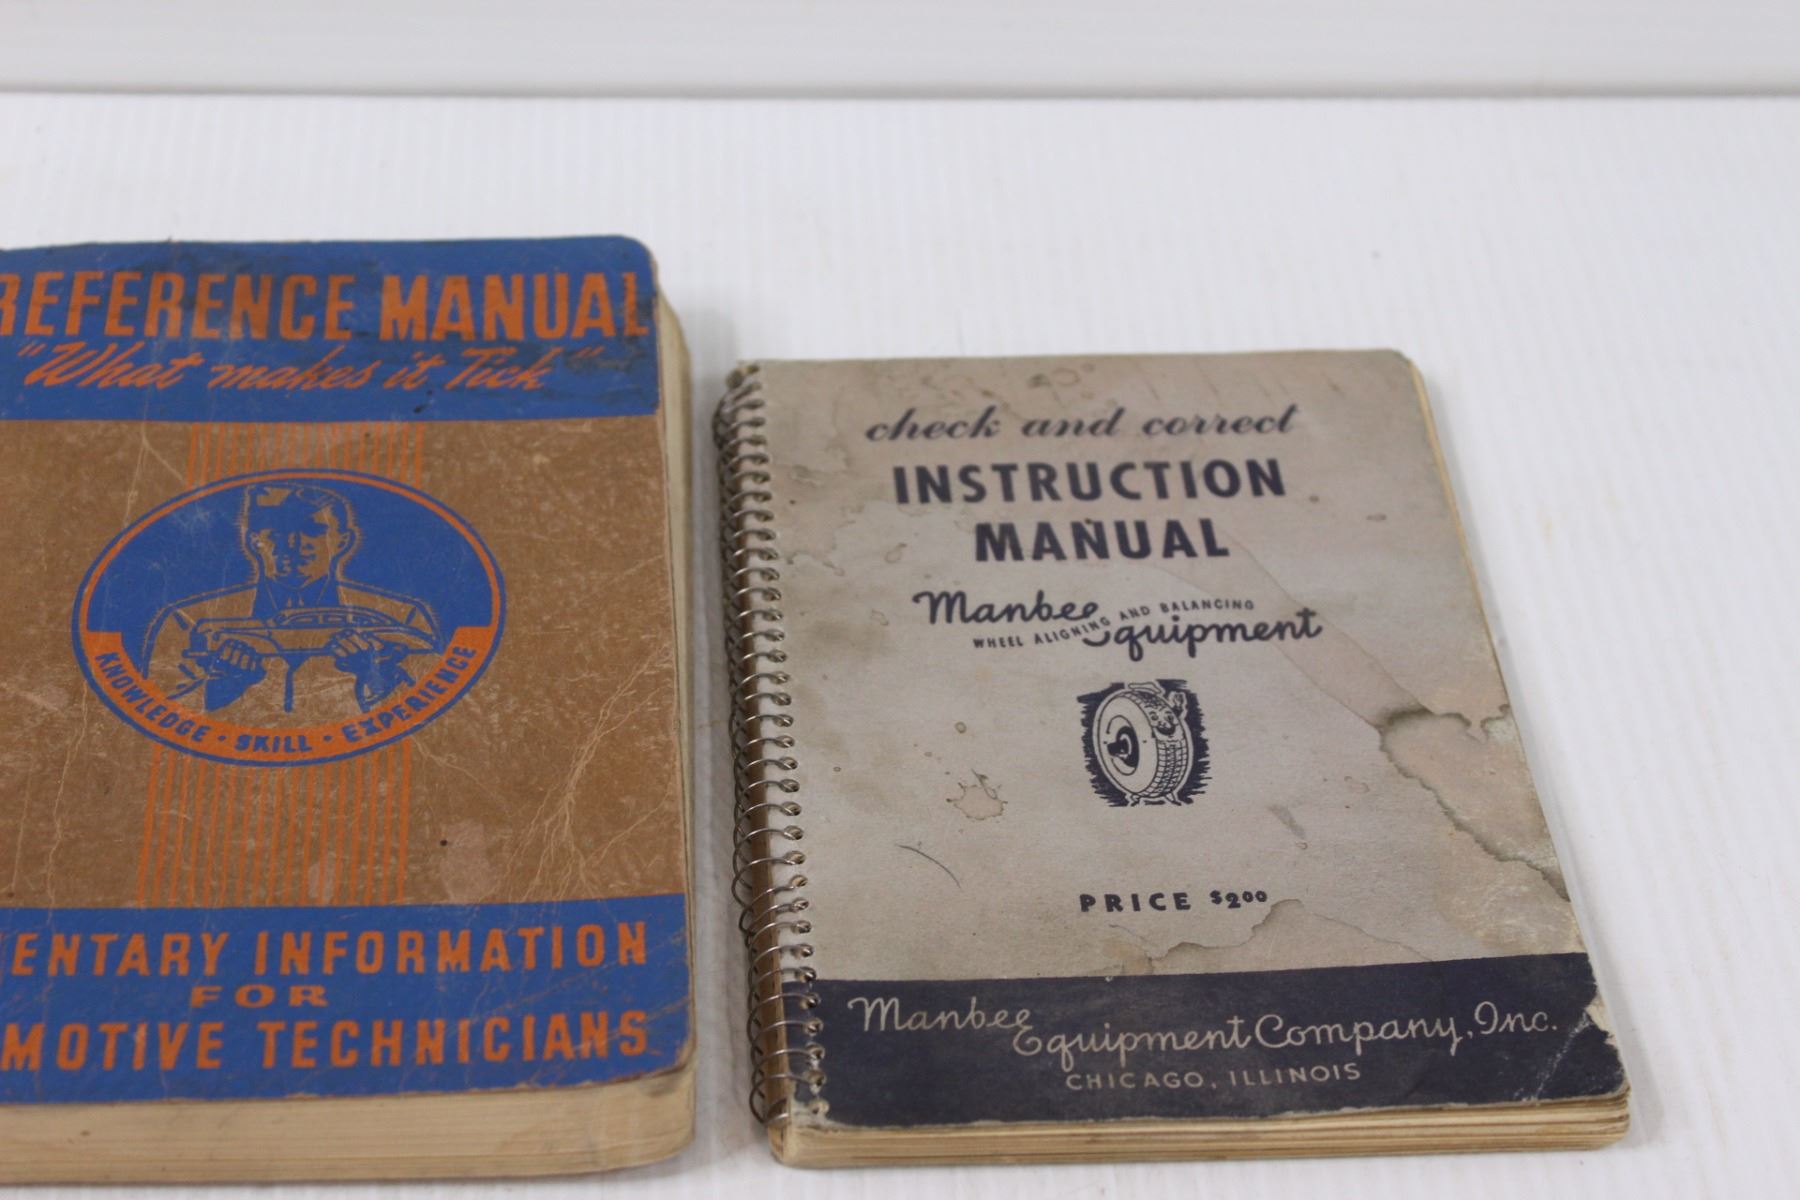 REFERENCE MANUAL
"What makes it Tick"
KNOWLEDGE · SKILL · EXPERIENCE
ENTARY INFORMATION
FOR
MOTIVE TECHNICIANS
check and correct
INSTRUCTION
MANUAL
Manbee
WHEEL ALIGNING AND BALANCING
Equipment
PRICE $2.00
Manbee
Equipment Company, Inc.
CHICAGO, ILLINOIS